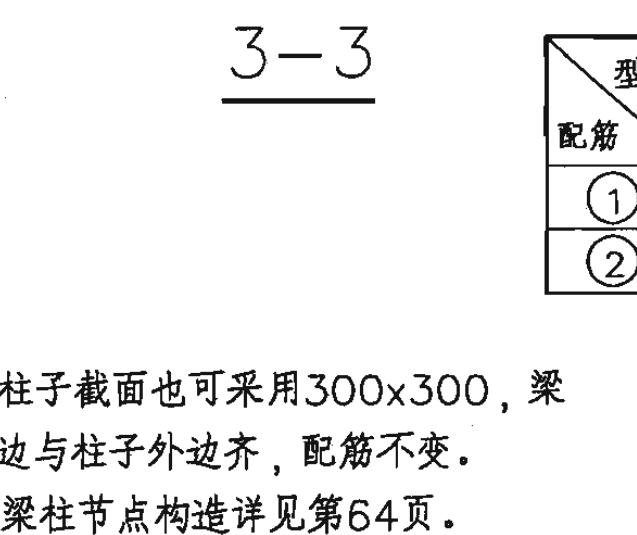 3-3
型
配筋
①
②
柱子截面也可采用300x300,梁
边与柱子外边齐,配筋不变。
梁柱节点构造详见第64页。